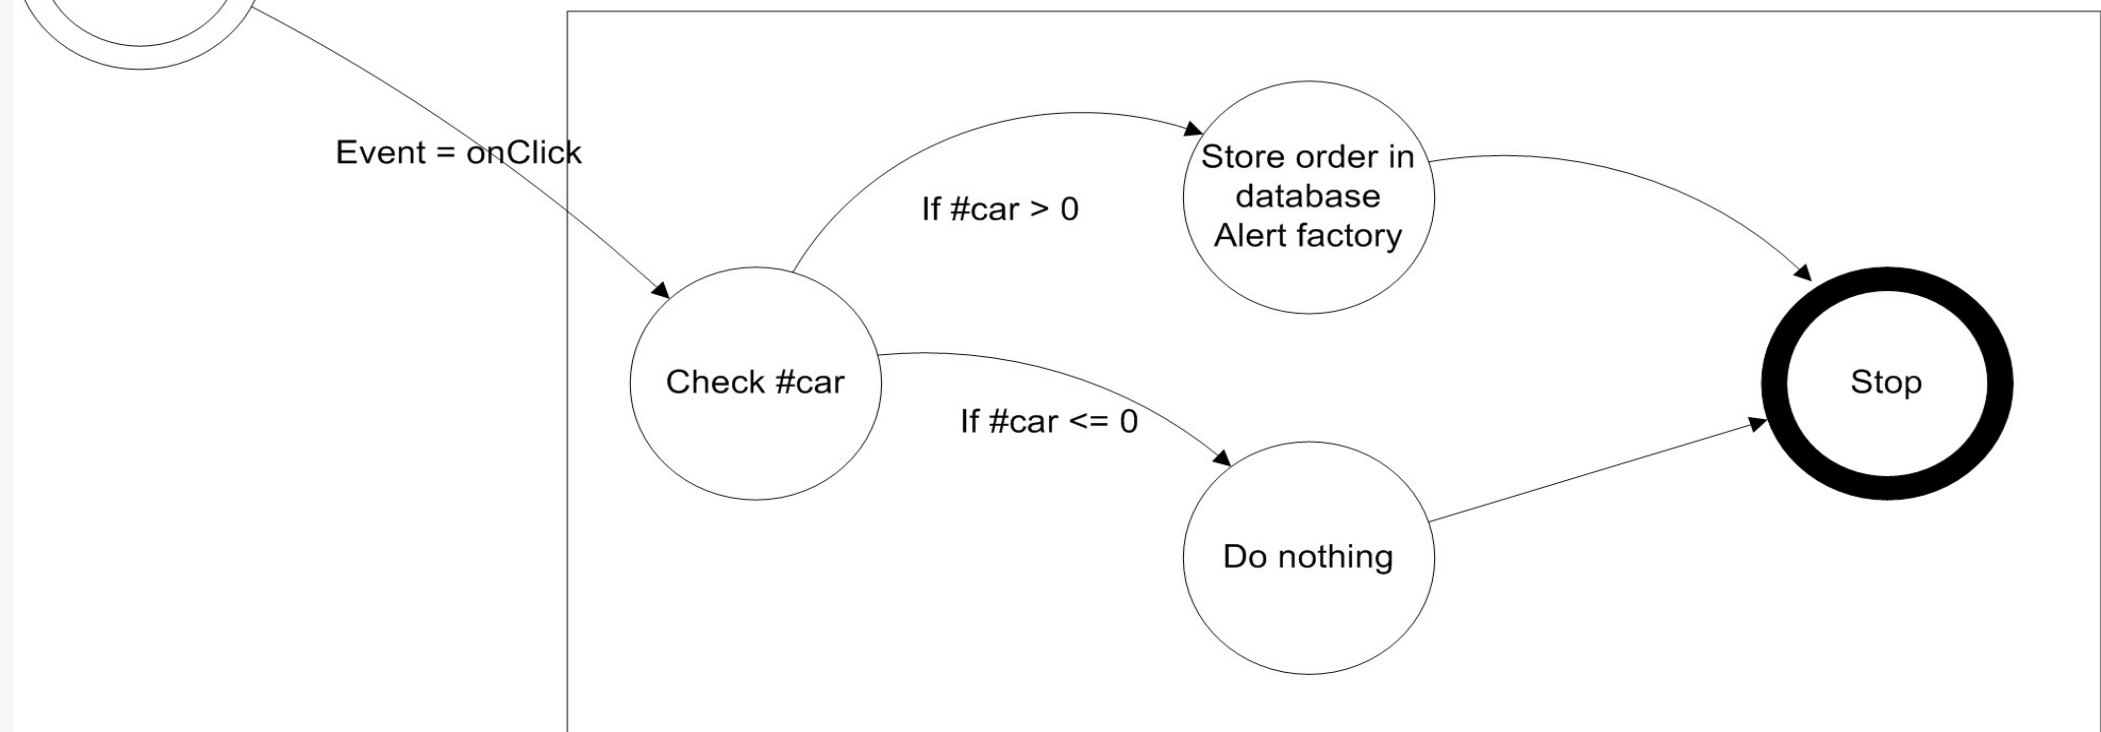 Event = onClick
If #car > 0
Store order in
database
Alert factory
Check #car
If #car <= 0
Stop
Do nothing